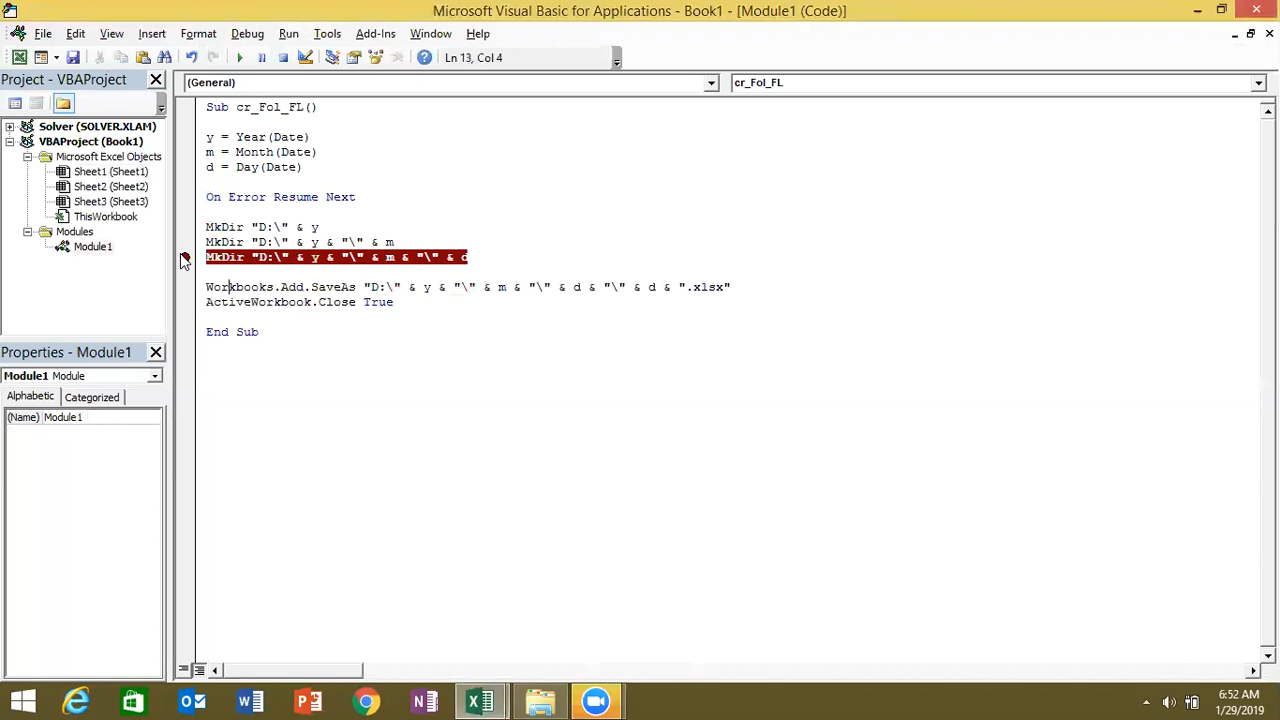 Microsoft Visual Basic for Applications - Book1 - [Module1 (Code)]
File Edit View Insert Format Debug Run Tools Add-Ins Window Help
Ln 13, Col 4
Project - VBAProject
(General)
cr_Fol_FL
Solver (SOLVER.XLAM)
VBAProject (Book1)
Microsoft Excel Objects
Sheet1 (Sheet1)
Sheet2 (Sheet2)
Sheet3 (Sheet3)
ThisWorkbook
Modules
Module1
Properties - Module1
Module1 Module
Alphabetic Categorized
(Name) Module1
Sub cr_Fol_FL()
y = Year(Date)
m = Month(Date)
d = Day(Date)
On Error Resume Next
MkDir "D:\" & y
MkDir "D:\" & y & "\" & m
MkDir "D:\" & y & "\" & m & "\" & d
Workbooks.Add.SaveAs "D:\" & y & "\" & m & "\" & d & "\" & d & ".xlsx"
ActiveWorkbook.Close True
End Sub
6:52 AM
1/29/2019